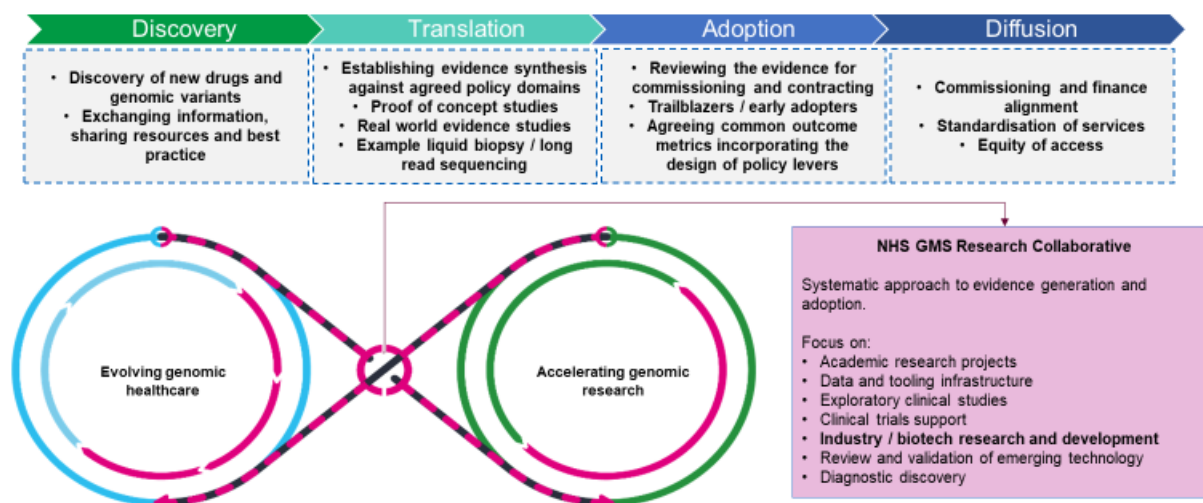 Discovery
Translation
Adoption
Diffusion
• Discovery of new drugs and
genomic variants
• Exchanging information,
sharing resources and best
practice
• Establishing evidence synthesis
against agreed policy domains
• Proof of concept studies
• Real world evidence studies
• Example liquid biopsy / long
read sequencing
• Reviewing the evidence for
commissioning and contracting
• Trailblazers / early adopters
• Agreeing common outcome
metrics incorporating the
design of policy levers
• Commissioning and finance
alignment
• Standardisation of services
• Equity of access
Evolving genomic
healthcare
Accelerating genomic
research
NHS GMS Research Collaborative
Systematic approach to evidence generation and
adoption.
Focus on:
• Academic research projects
• Data and tooling infrastructure
• Exploratory clinical studies
• Clinical trials support
• Industry / biotech research and development
• Review and validation of emerging technology
• Diagnostic discovery